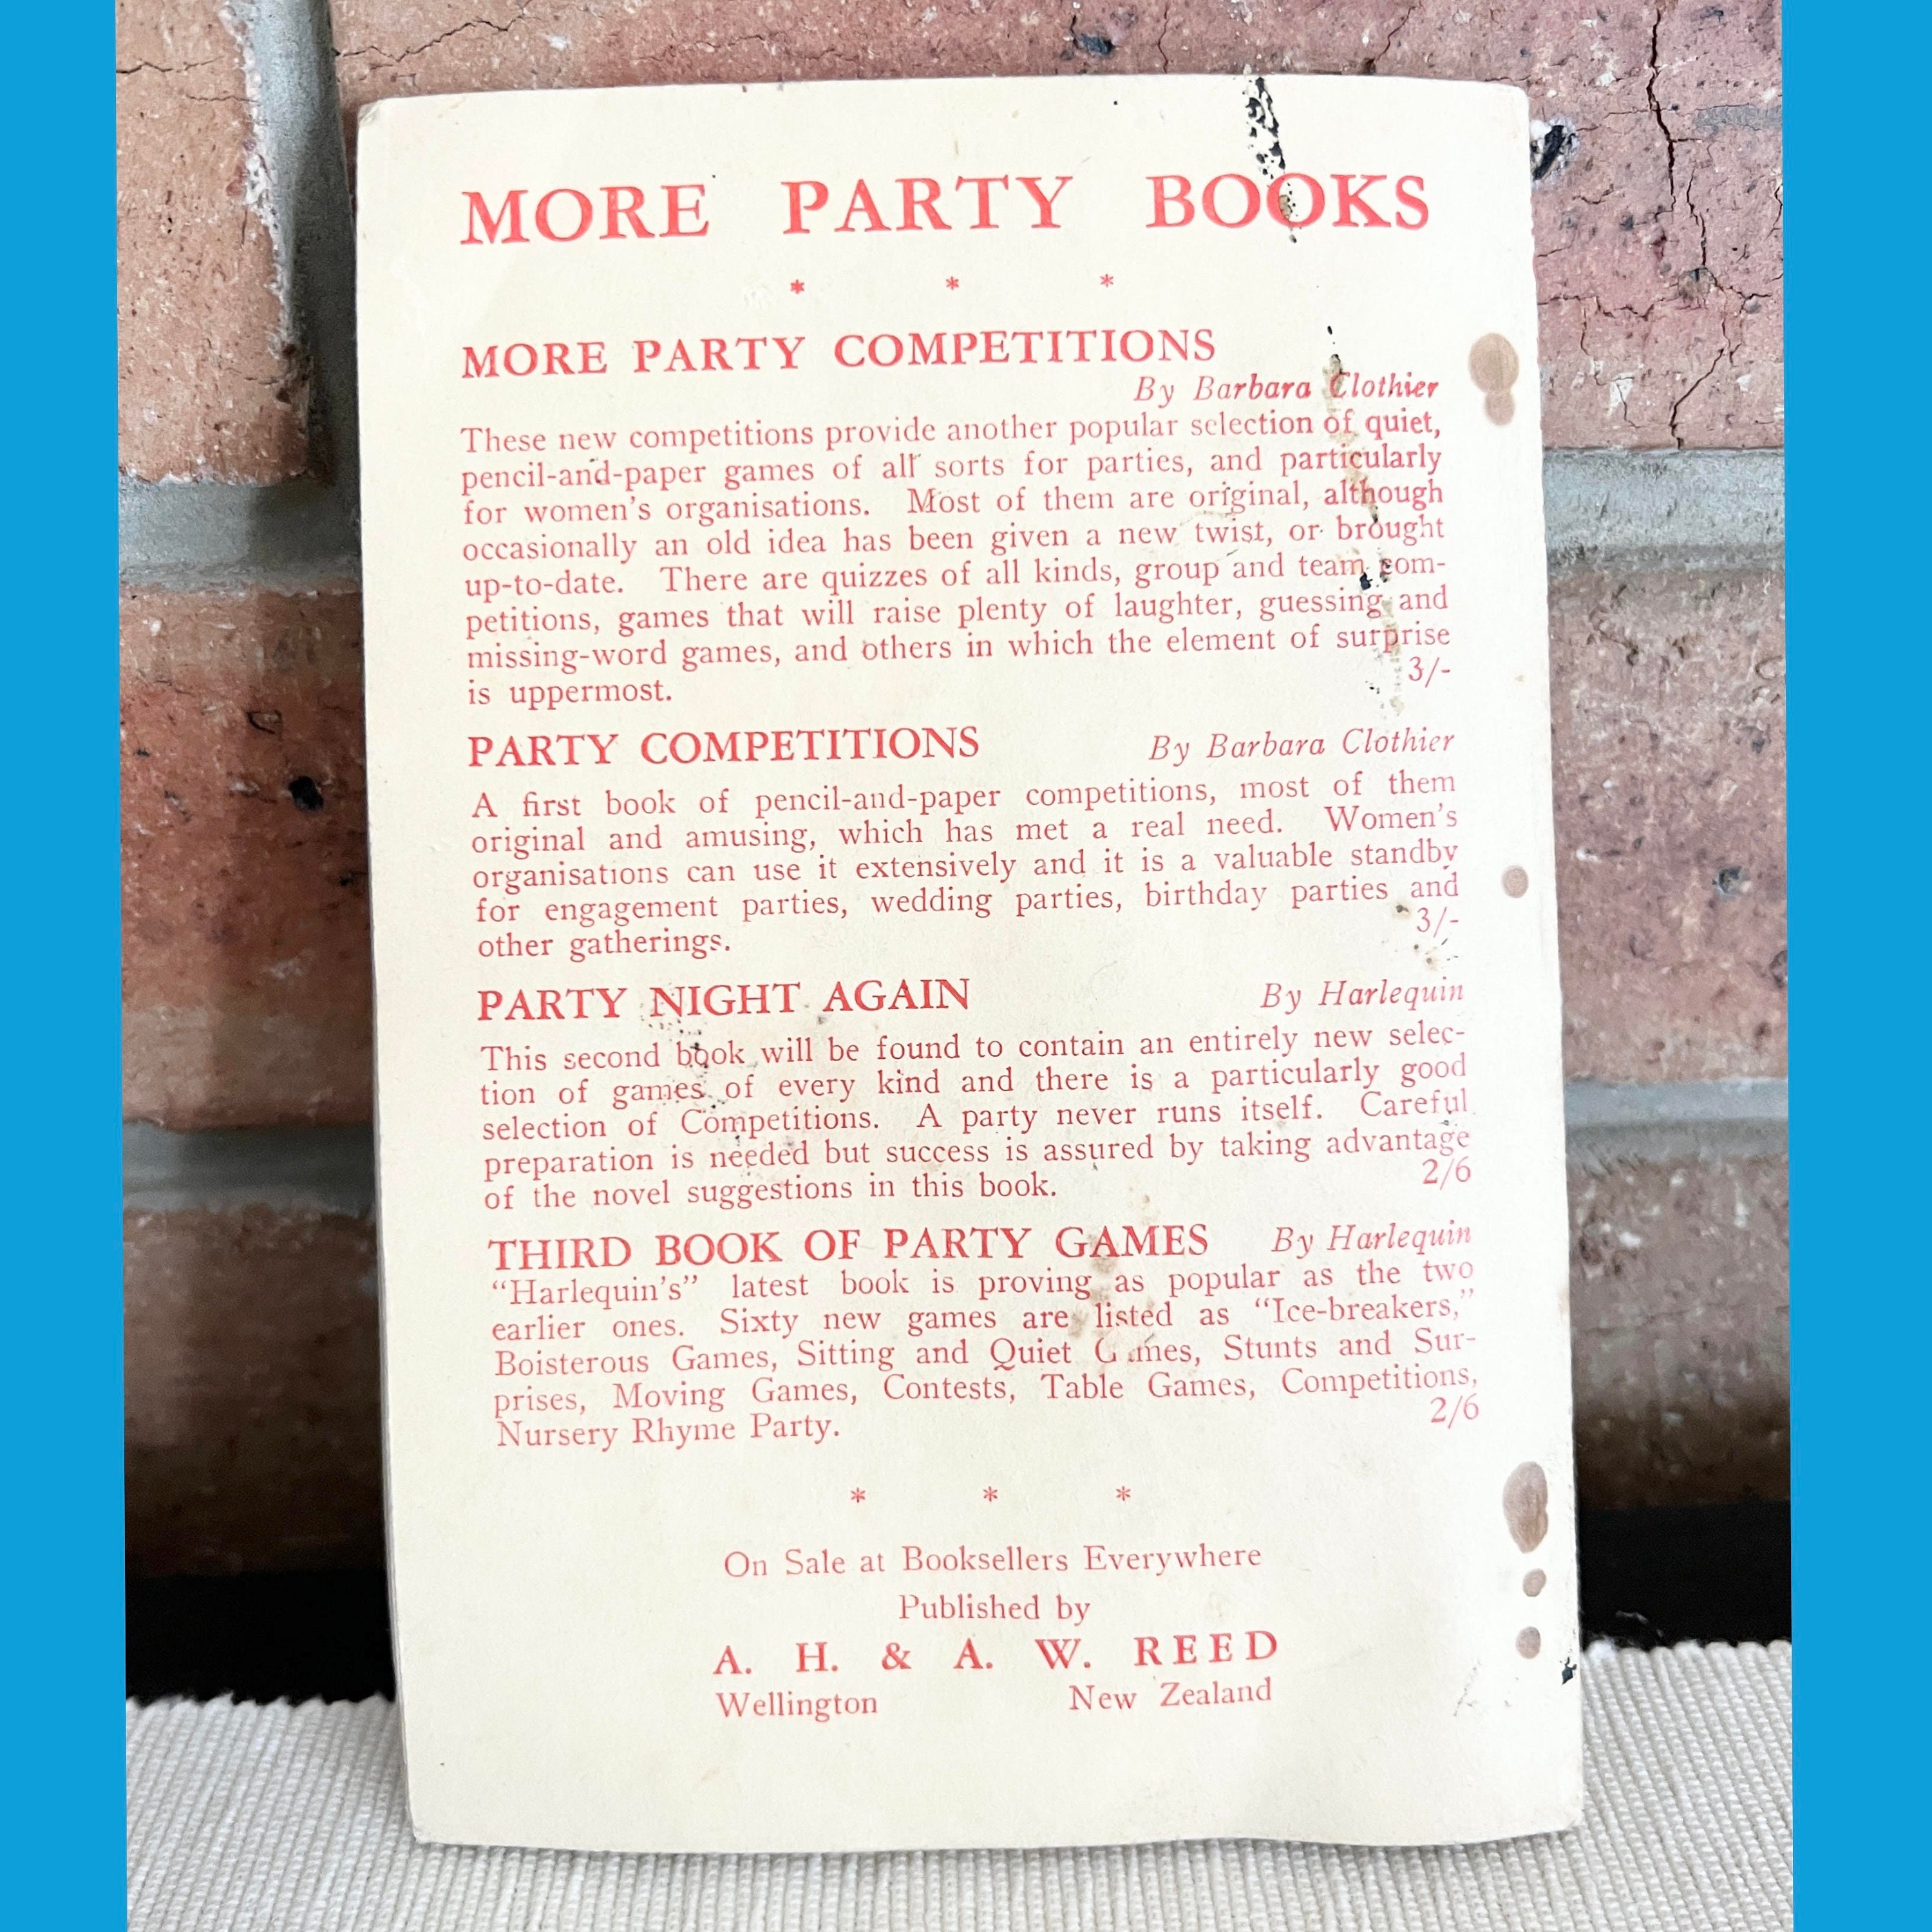 MORE PARTY BOOKS
* * *
MORE PARTY COMPETITIONS
By Barbara Clothier
These new competitions provide another popular selection of quiet,
pencil-and-paper games of all sorts for parties, and particularly
for women's organisations. Most of them are original, although
occasionally an old idea has been given a new twist, or brought
up-to-date. There are quizzes of all kinds, group and team com-
petitions, games that will raise plenty of laughter, guessing and
missing-word games, and others in which the element of surprise
is uppermost. 3/-
PARTY COMPETITIONS By Barbara Clothier
A first book of pencil-and-paper competitions, most of them
original and amusing, which has met a real need. Women's
organisations can use it extensively and it is a valuable standby
for engagement parties, wedding parties, birthday parties and
other gatherings. 3/-
PARTY NIGHT AGAIN By Harlequin
This second book will be found to contain an entirely new selec-
tion of games of every kind and there is a particularly good
selection of Competitions. A party never runs itself. Careful
preparation is needed but success is assured by taking advantage
of the novel suggestions in this book. 2/6
THIRD BOOK OF PARTY GAMES By Harlequin
"Harlequin's" latest book is proving as popular as the two
earlier ones. Sixty new games are listed as "Ice-breakers,"
Boisterous Games, Sitting and Quiet Games, Stunts and Sur-
prises, Moving Games, Contests, Table Games, Competitions,
Nursery Rhyme Party. 2/6
* * *
On Sale at Booksellers Everywhere
Published by
A. H. & A. W. REED
Wellington New Zealand